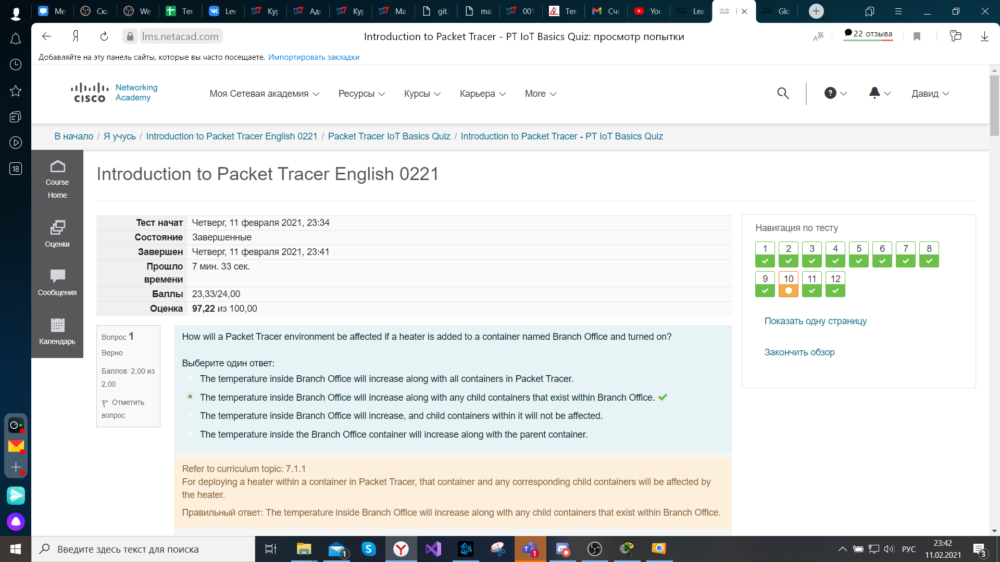 Ме
Ска
We
Тем
Lev
Кур
Адм
Кур
Ма
git.
ma
001
Тем
Сче
You
Lea
Glo
lms.netacad.com
Introduction to Packet Tracer - PT IoT Basics Quiz: просмотр попытки
22 отзыва
Добавляйте на эту панель сайты, которые вы часто посещаете. Импортировать закладки
cisco Networking Academy
Моя Сетевая академия
Ресурсы
Курсы
Карьера
More
Давид
В начало / Я учусь / Introduction to Packet Tracer English 0221 / Packet Tracer IoT Basics Quiz / Introduction to Packet Tracer - PT IoT Basics Quiz
18
Course
Home
Оценки
Сообщения
Календарь
Introduction to Packet Tracer English 0221
Тест начат Четверг, 11 февраля 2021, 23:34
Состояние Завершенные
Завершен Четверг, 11 февраля 2021, 23:41
Прошло времени 7 мин. 33 сек.
Баллы 23,33/24,00
Оценка 97,22 из 100,00
Навигация по тесту
1 2 3 4 5 6 7 8
9 10 11 12
Показать одну страницу
Закончить обзор
Вопрос 1
Верно
Баллов: 2,00 из
2,00
Отметить
вопрос
How will a Packet Tracer environment be affected if a heater is added to a container named Branch Office and turned on?
Выберите один ответ:
The temperature inside Branch Office will increase along with all containers in Packet Tracer.
The temperature inside Branch Office will increase along with any child containers that exist within Branch Office.
The temperature inside Branch Office will increase, and child containers within it will not be affected.
The temperature inside the Branch Office container will increase along with the parent container.
Refer to curriculum topic: 7.1.1
For deploying a heater within a container in Packet Tracer, that container and any corresponding child containers will be affected by
the heater.
Правильный ответ: The temperature inside Branch Office will increase along with any child containers that exist within Branch Office.
Введите здесь текст для поиска
1
1
РУС
23:42
11.02.2021
3